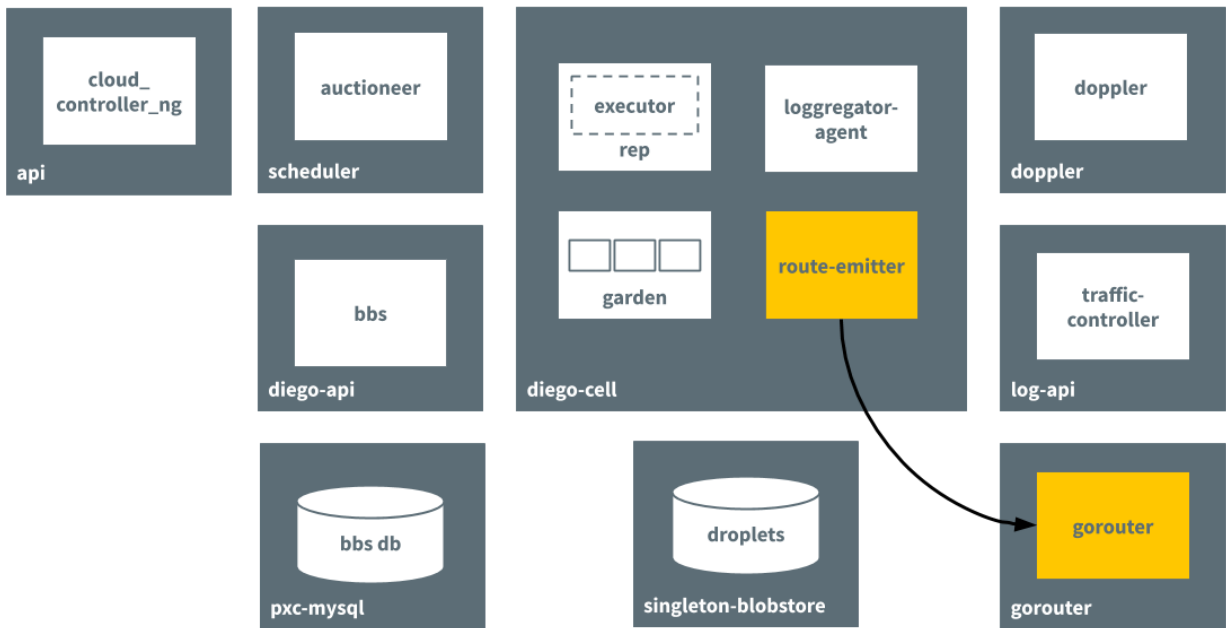 cloud_
controller_ng
api
auctioneer
scheduler
executor
rep
loggregator-
agent
doppler
doppler
bbs
diego-api
garden
route-emitter
diego-cell
traffic-
controller
log-api
bbs db
pxc-mysql
droplets
singleton-blobstore
gorouter
gorouter